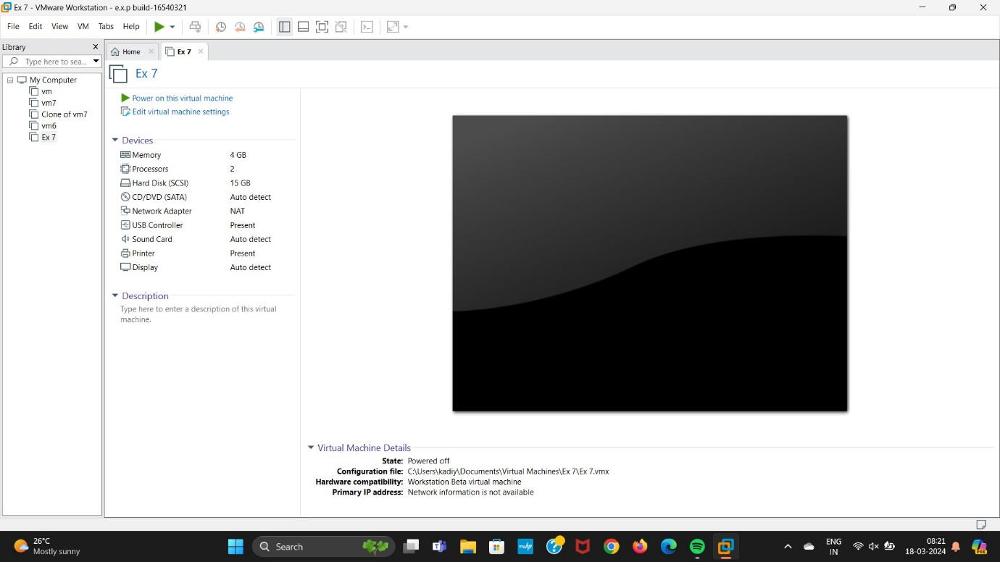 Ex 7 - VMware Workstation - e.x.p build-16540321
File Edit View VM Tabs Help
Library
Type here to sea...
My Computer
vm
vm7
Clone of vm7
vm6
Ex 7
Home
Ex 7
Ex 7
Power on this virtual machine
Edit virtual machine settings
Devices
Memory 4 GB
Processors 2
Hard Disk (SCSI) 15 GB
CD/DVD (SATA) Auto detect
Network Adapter NAT
USB Controller Present
Sound Card Auto detect
Printer Present
Display Auto detect
Description
Type here to enter a description of this virtual
machine.
Virtual Machine Details
State: Powered off
Configuration file: C:\Users\kadiy\Documents\Virtual Machines\Ex 7\Ex 7.vmx
Hardware compatibility: Workstation Beta virtual machine
Primary IP address: Network information is not available
26°C
Mostly sunny
Search
myhp
ENG
IN
08:21
18-03-2024
PRE